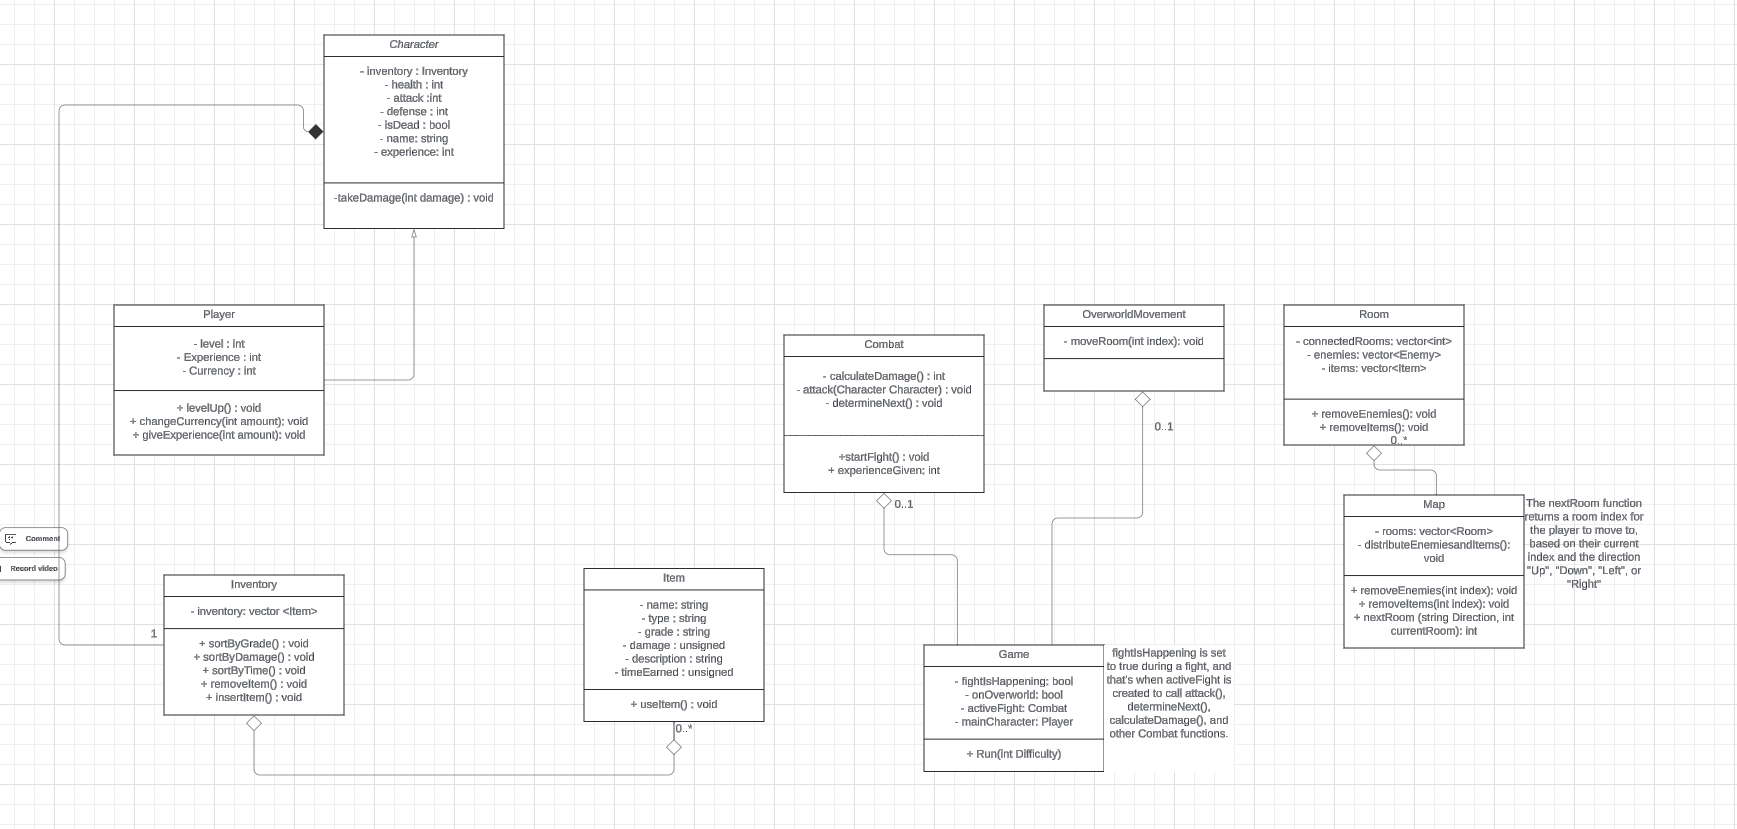 Character
- inventory : Inventory
- health : int
- attack :int
- defense : int
- isDead : bool
- name: string
- experience: int
-takeDamage(int damage) : void
Player
- level : int
- Experience : int
- Currency : int
+ levelUp() : void
+ changeCurrency(int amount): void
+ giveExperience(int amount): void
Combat
- calculateDamage() : int
- attack(Character Character) : void
- determineNext() : void
+startFight() : void
+ experienceGiven: int
0..1
OverworldMovement
- moveRoom(int index): void
0..1
Room
- connectedRooms: vector<int>
- enemies: vector<Enemy>
- items: vector<Item>
+ removeEnemies(): void
+ removeItems(): void
0..*
Map
- rooms: vector<Room>
- distributeEnemiesandItems():
void
+ removeEnemies(int index): void
+ removeItems(int index): void
+ nextRoom (string Direction, int
currentRoom): int
The nextRoom function
returns a room index for
the player to move to,
based on their current
index and the direction
"Up", "Down", "Left", or
"Right"
Comment
Record video
1
Inventory
- inventory: vector <Item>
+ sortByGrade() : void
+ sortByDamage() : void
+ sortByTime() : void
+ removeItem() : void
+ insertItem() : void
Item
- name: string
- type : string
- grade : string
- damage : unsigned
- description : string
- timeEarned : unsigned
+ useItem() : void
0..*
Game
- fightIsHappening: bool
- onOverworld: bool
- activeFight: Combat
- mainCharacter: Player
+ Run(int Difficulty)
fightIsHappening is set
to true during a fight, and
that's when activeFight is
created to call attack(),
determineNext(),
calculateDamage(), and
other Combat functions.